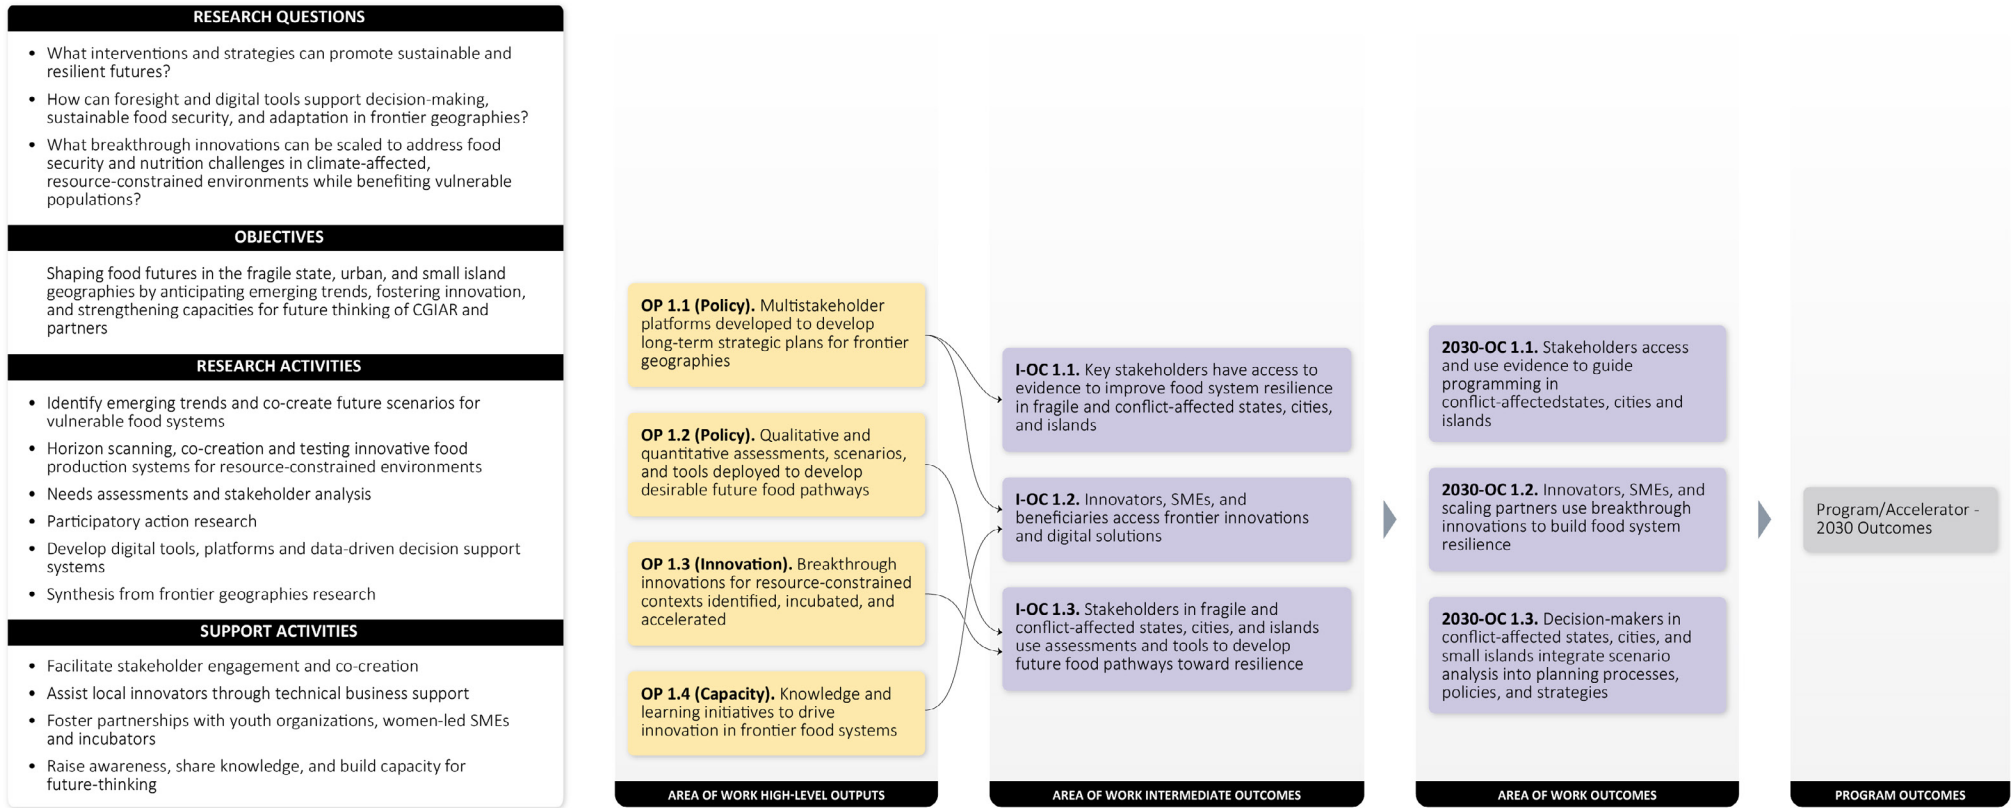 RESEARCH QUESTIONS
• What interventions and strategies can promote sustainable and
resilient futures?
• How can foresight and digital tools support decision-making,
sustainable food security, and adaptation in frontier geographies?
• What breakthrough innovations can be scaled to address food
security and nutrition challenges in climate-affected,
resource-constrained environments while benefiting vulnerable
populations?
OBJECTIVES
Shaping food futures in the fragile state, urban, and small island
geographies by anticipating emerging trends, fostering innovation,
and strengthening capacities for future thinking of CGIAR and
partners
RESEARCH ACTIVITIES
• Identify emerging trends and co-create future scenarios for
vulnerable food systems
• Horizon scanning, co-creation and testing innovative food
production systems for resource-constrained environments
• Needs assessments and stakeholder analysis
• Participatory action research
• Develop digital tools, platforms and data-driven decision support
systems
• Synthesis from frontier geographies research
SUPPORT ACTIVITIES
• Facilitate stakeholder engagement and co-creation
• Assist local innovators through technical business support
• Foster partnerships with youth organizations, women-led SMEs
and incubators
• Raise awareness, share knowledge, and build capacity for
future-thinking
OP 1.1 (Policy). Multistakeholder
platforms developed to develop
long-term strategic plans for frontier
geographies
OP 1.2 (Policy). Qualitative and
quantitative assessments, scenarios,
and tools deployed to develop
desirable future food pathways
OP 1.3 (Innovation). Breakthrough
innovations for resource-constrained
contexts identified, incubated, and
accelerated
OP 1.4 (Capacity). Knowledge and
learning initiatives to drive
innovation in frontier food systems
AREA OF WORK HIGH-LEVEL OUTPUTS
I-OC 1.1. Key stakeholders have access to
evidence to improve food system resilience
in fragile and conflict-affected states, cities,
and islands
I-OC 1.2. Innovators, SMEs, and
beneficiaries access frontier innovations
and digital solutions
I-OC 1.3. Stakeholders in fragile and
conflict-affected states, cities, and islands
use assessments and tools to develop
future food pathways toward resilience
AREA OF WORK INTERMEDIATE OUTCOMES
2030-OC 1.1. Stakeholders access
and use evidence to guide
programming in
conflict-affectedstates, cities and
islands
2030-OC 1.2. Innovators, SMEs, and
scaling partners use breakthrough
innovations to build food system
resilience
2030-OC 1.3. Decision-makers in
conflict-affected states, cities, and
small islands integrate scenario
analysis into planning processes,
policies, and strategies
AREA OF WORK OUTCOMES
Program/Accelerator -
2030 Outcomes
PROGRAM OUTCOMES